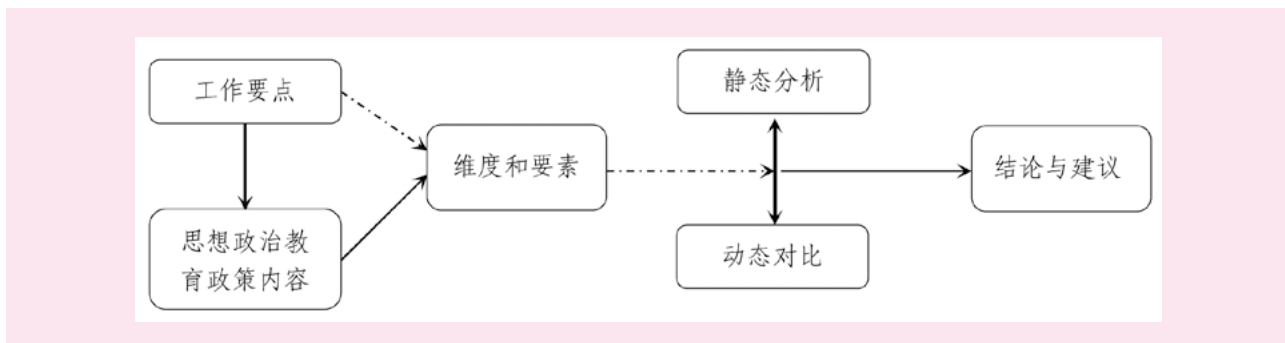 工作要点
思想政治教
育政策内容
维度和要素
静态分析
动态对比
结论与建议